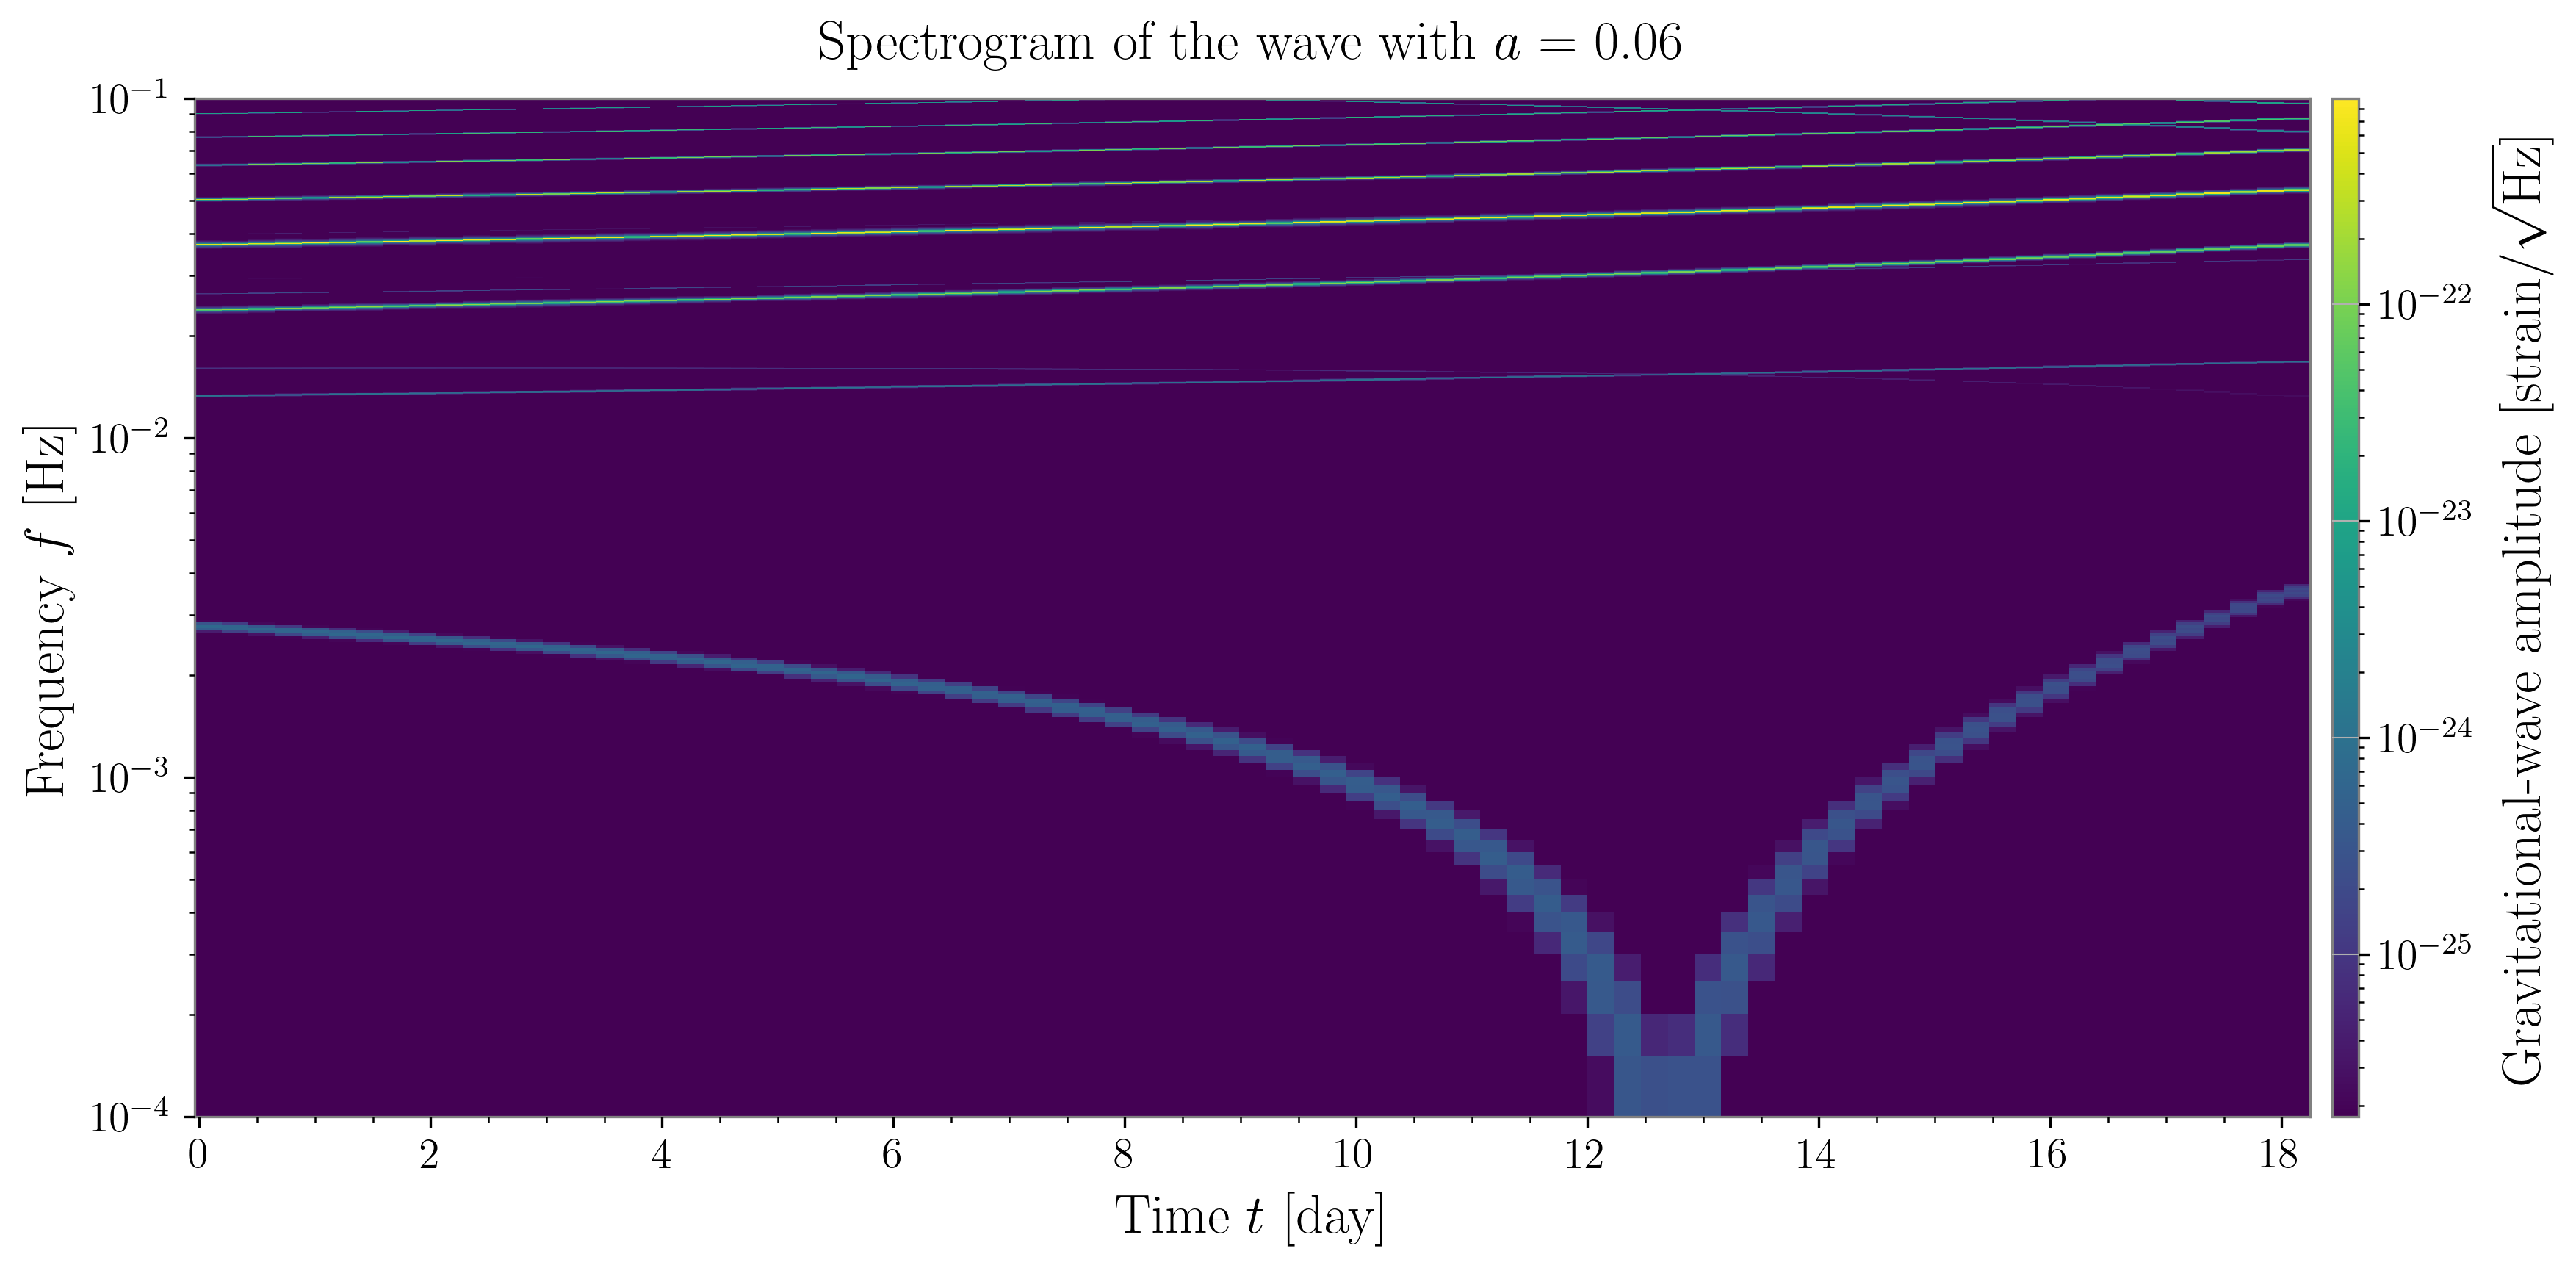 Spectrogram of the wave with a = 0.06
Frequency f [Hz]
10⁻¹
10⁻²
10⁻³
10⁻⁴
0 2 4 6 8 10 12 14 16 18
Time t [day]
10⁻²²
10⁻²³
10⁻²⁴
10⁻²⁵
Gravitational-wave amplitude [strain/√Hz]